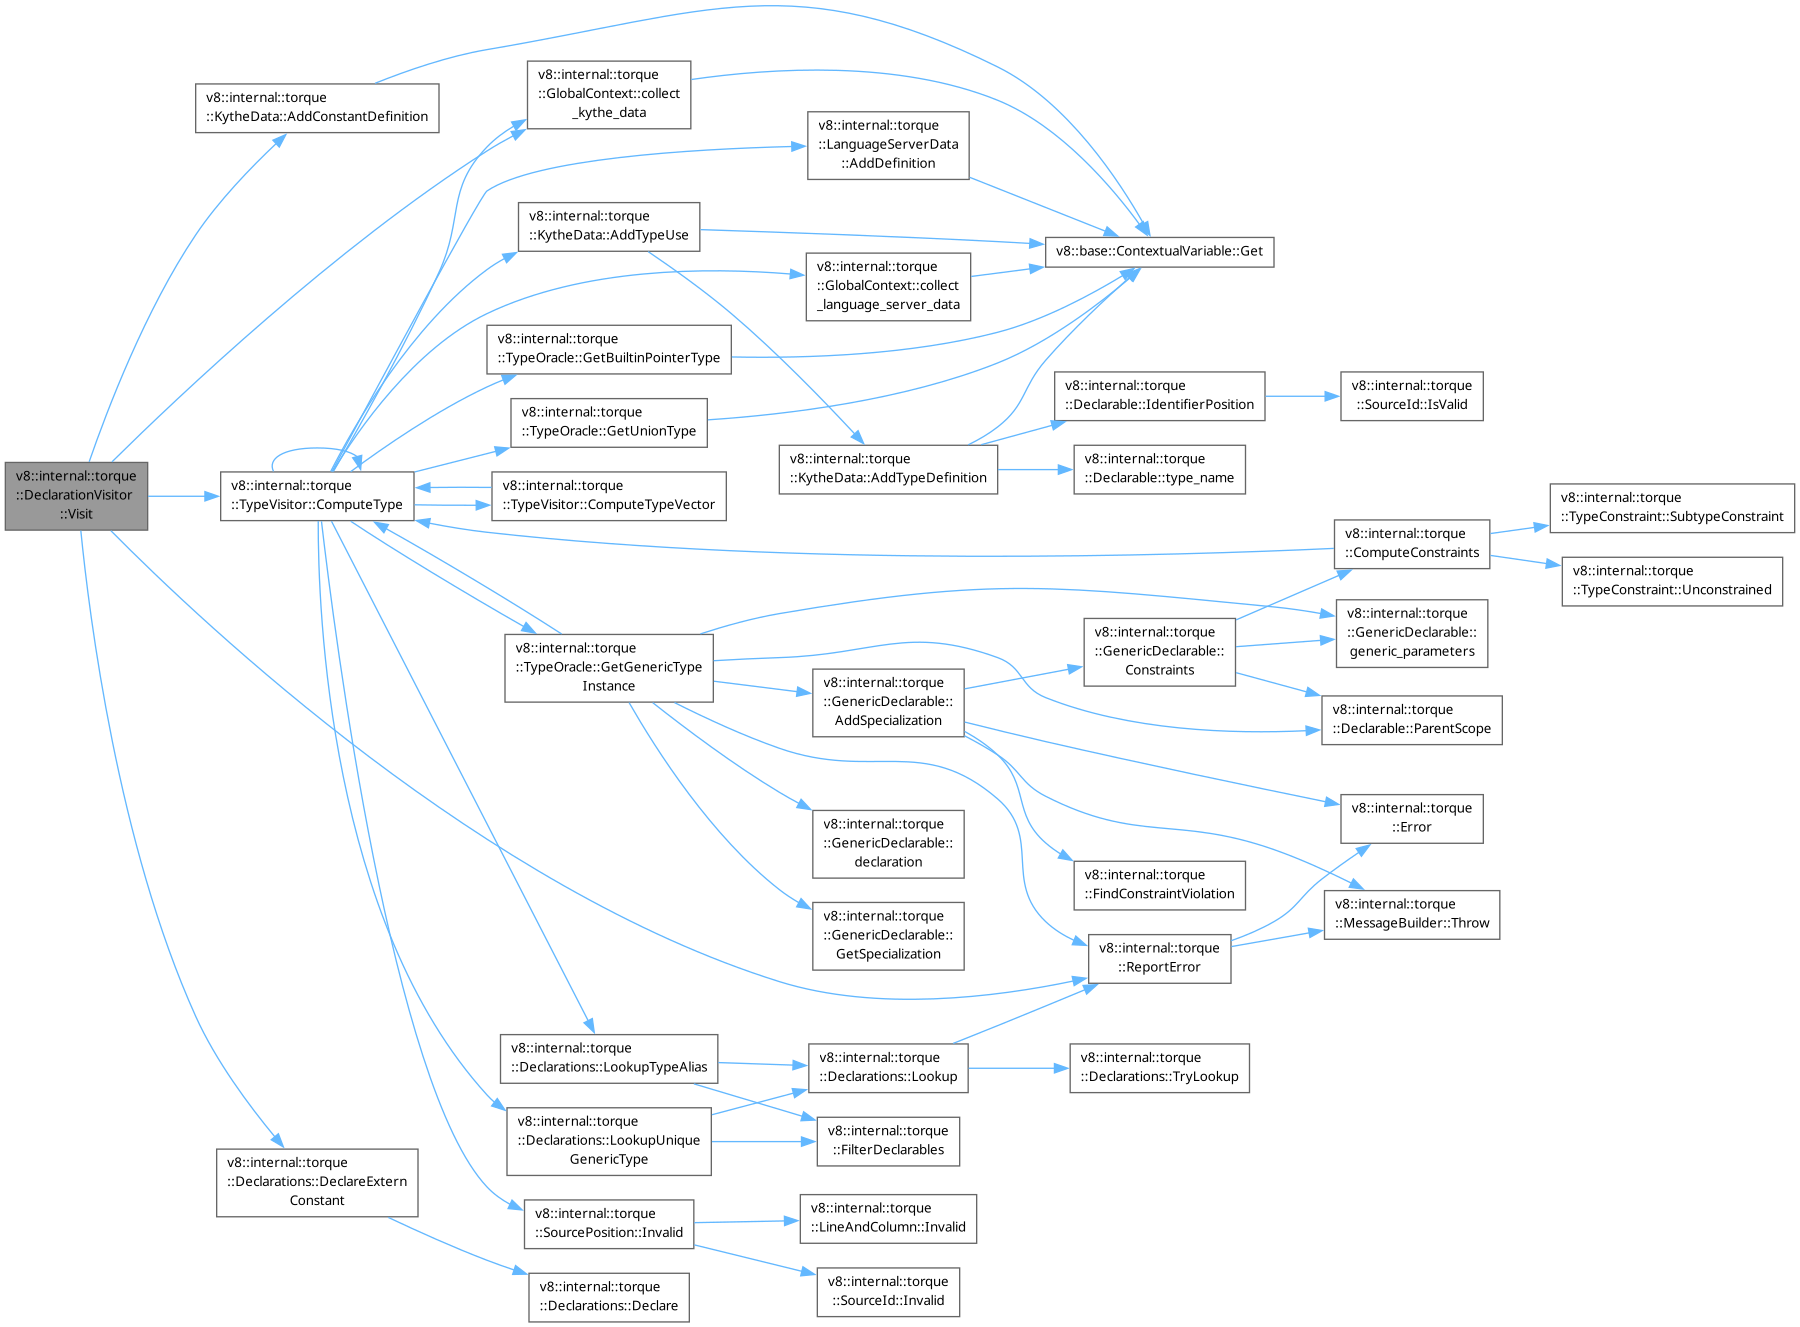 v8::internal::torque
::DeclarationVisitor
::Visit
v8::internal::torque
::KytheData::AddConstantDefinition
v8::internal::torque
::TypeVisitor::ComputeType
v8::internal::torque
::Declarations::DeclareExtern
Constant
v8::internal::torque
::GlobalContext::collect
_kythe_data
v8::internal::torque
::KytheData::AddTypeUse
v8::internal::torque
::TypeOracle::GetBuiltinPointerType
v8::internal::torque
::TypeOracle::GetUnionType
v8::internal::torque
::TypeVisitor::ComputeTypeVector
v8::internal::torque
::TypeOracle::GetGenericType
Instance
v8::internal::torque
::Declarations::LookupTypeAlias
v8::internal::torque
::Declarations::LookupUnique
GenericType
v8::internal::torque
::SourcePosition::Invalid
v8::internal::torque
::Declarations::Declare
v8::internal::torque
::LanguageServerData
::AddDefinition
v8::internal::torque
::GlobalContext::collect
_language_server_data
v8::internal::torque
::KytheData::AddTypeDefinition
v8::internal::torque
::GenericDeclarable::
AddSpecialization
v8::internal::torque
::GenericDeclarable::
declaration
v8::internal::torque
::GenericDeclarable::
GetSpecialization
v8::internal::torque
::Declarations::Lookup
v8::internal::torque
::FilterDeclarables
v8::internal::torque
::LineAndColumn::Invalid
v8::internal::torque
::SourceId::Invalid
v8::base::ContextualVariable::Get
v8::internal::torque
::Declarable::IdentifierPosition
v8::internal::torque
::Declarable::type_name
v8::internal::torque
::GenericDeclarable::
Constraints
v8::internal::torque
::FindConstraintViolation
v8::internal::torque
::ReportError
v8::internal::torque
::Declarations::TryLookup
v8::internal::torque
::SourceId::IsValid
v8::internal::torque
::ComputeConstraints
v8::internal::torque
::GenericDeclarable::
generic_parameters
v8::internal::torque
::Declarable::ParentScope
v8::internal::torque
::Error
v8::internal::torque
::MessageBuilder::Throw
v8::internal::torque
::TypeConstraint::SubtypeConstraint
v8::internal::torque
::TypeConstraint::Unconstrained